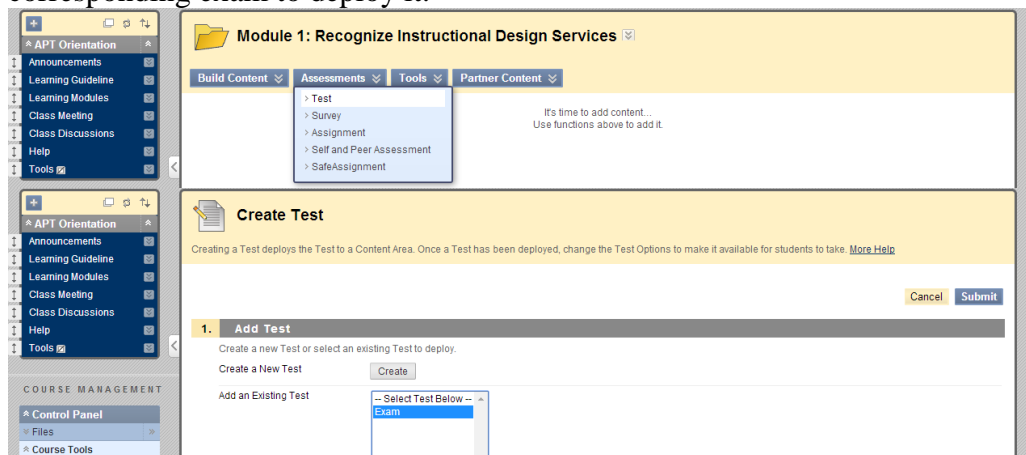 corresponding exam to deploy it.
APT Orientation
Announcements
Learning Guideline
Learning Modules
Class Meeting
Class Discussions
Help
Tools
Module 1: Recognize Instructional Design Services
Build Content Assessments Tools Partner Content
> Test
> Survey
> Assignment
> Self and Peer Assessment
> SafeAssignment
It's time to add content...
Use functions above to add it.
APT Orientation
Announcements
Learning Guideline
Learning Modules
Class Meeting
Class Discussions
Help
Tools
COURSE MANAGEMENT
Control Panel
Files
Course Tools
Create Test
Creating a Test deploys the Test to a Content Area. Once a Test has been deployed, change the Test Options to make it available for students to take. More Help
Cancel Submit
1. Add Test
Create a new Test or select an existing Test to deploy.
Create a New Test Create
Add an Existing Test
-- Select Test Below --
Exam